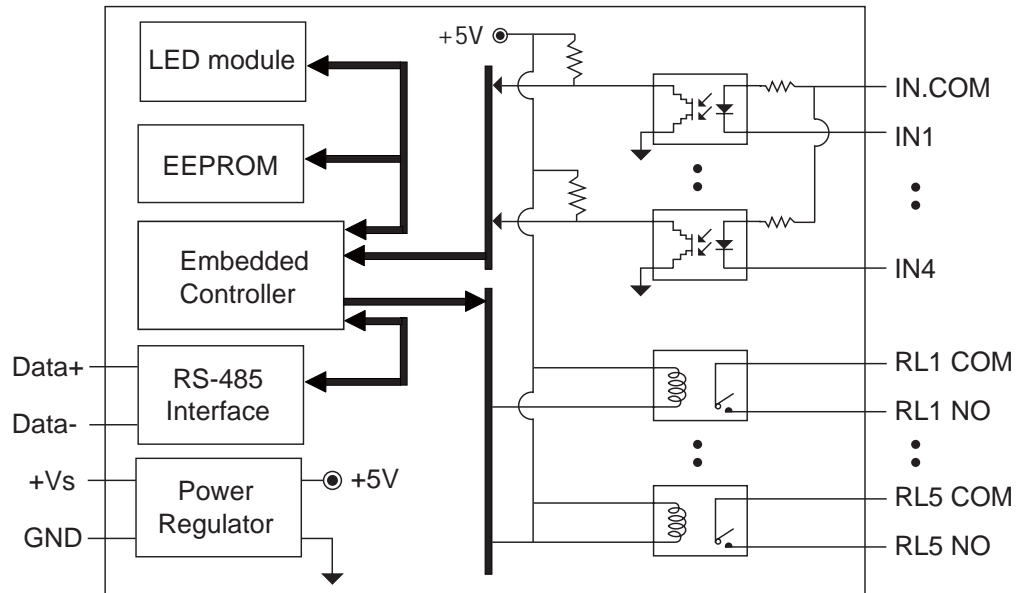 LED module
EEPROM
Embedded
Controller
RS-485
Interface
Power
Regulator
Data+
Data-
+Vs
GND
+5V
+5V
IN.COM
IN1
IN4
RL1 COM
RL1 NO
RL5 COM
RL5 NO